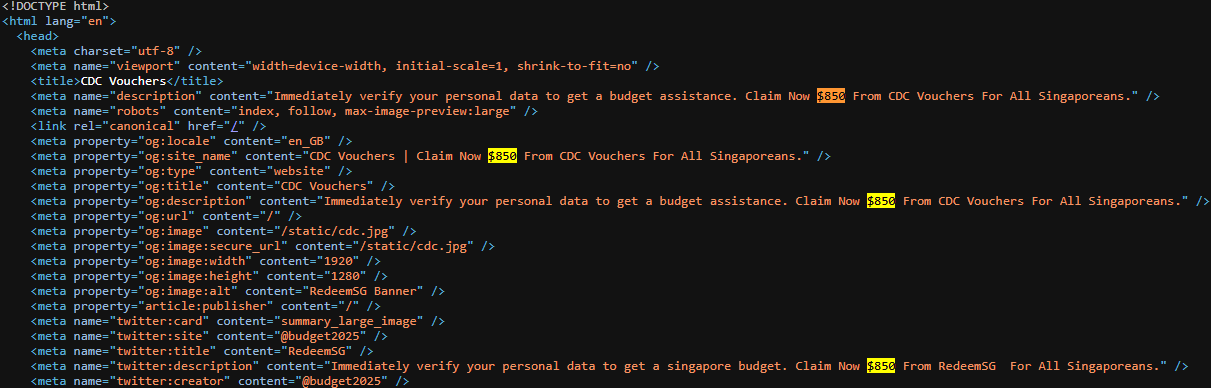 <!DOCTYPE html>
<html lang="en">
<head>
<meta charset="utf-8" />
<meta name="viewport" content="width=device-width, initial-scale=1, shrink-to-fit=no" />
<title>CDC Vouchers</title>
<meta name="description" content="Immediately verify your personal data to get a budget assistance. Claim Now $850 From CDC Vouchers For All Singaporeans." />
<meta name="robots" content="index, follow, max-image-preview:large" />
<link rel="canonical" href="/" />
<meta property="og:locale" content="en_GB" />
<meta property="og:site_name" content="CDC Vouchers | Claim Now $850 From CDC Vouchers For All Singaporeans." />
<meta property="og:type" content="website" />
<meta property="og:title" content="CDC Vouchers" />
<meta property="og:description" content="Immediately verify your personal data to get a budget assistance. Claim Now $850 From CDC Vouchers For All Singaporeans." />
<meta property="og:url" content="/" />
<meta property="og:image" content="/static/cdc.jpg" />
<meta property="og:image:secure_url" content="/static/cdc.jpg" />
<meta property="og:image:width" content="1920" />
<meta property="og:image:height" content="1280" />
<meta property="og:image:alt" content="RedeemSG Banner" />
<meta property="article:publisher" content="/" />
<meta name="twitter:card" content="summary_large_image" />
<meta name="twitter:site" content="@budget2025" />
<meta name="twitter:title" content="RedeemSG" />
<meta name="twitter:description" content="Immediately verify your personal data to get a singapore budget. Claim Now $850 From RedeemSG  For All Singaporeans." />
<meta name="twitter:creator" content="@budget2025" />